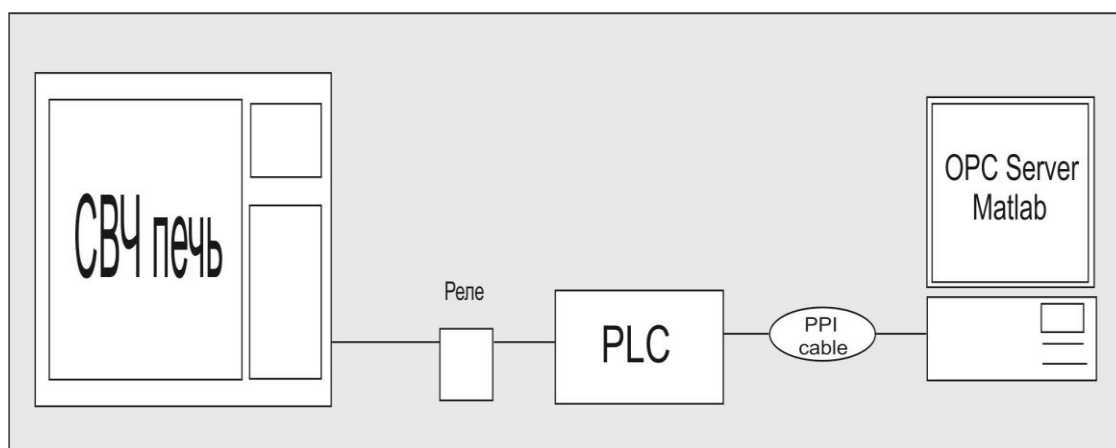 СВЧ печь
Реле
PLC
PPI
cable
OPC Server
Matlab